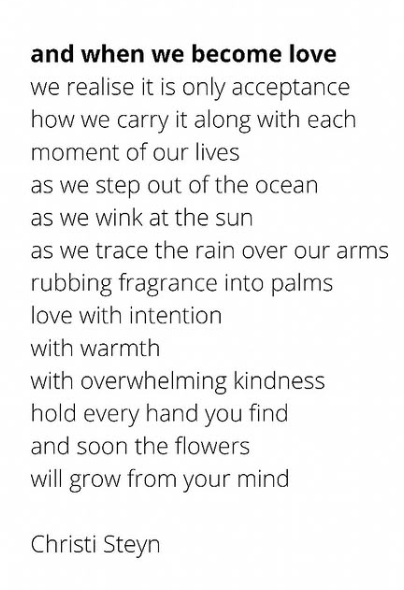 and when we become love
we realise it is only acceptance
how we carry it along with each
moment of our lives
as we step out of the ocean
as we wink at the sun
as we trace the rain over our arms
rubbing fragrance into palms
love with intention
with warmth
with overwhelming kindness
hold every hand you find
and soon the flowers
will grow from your mind
Christi Steyn